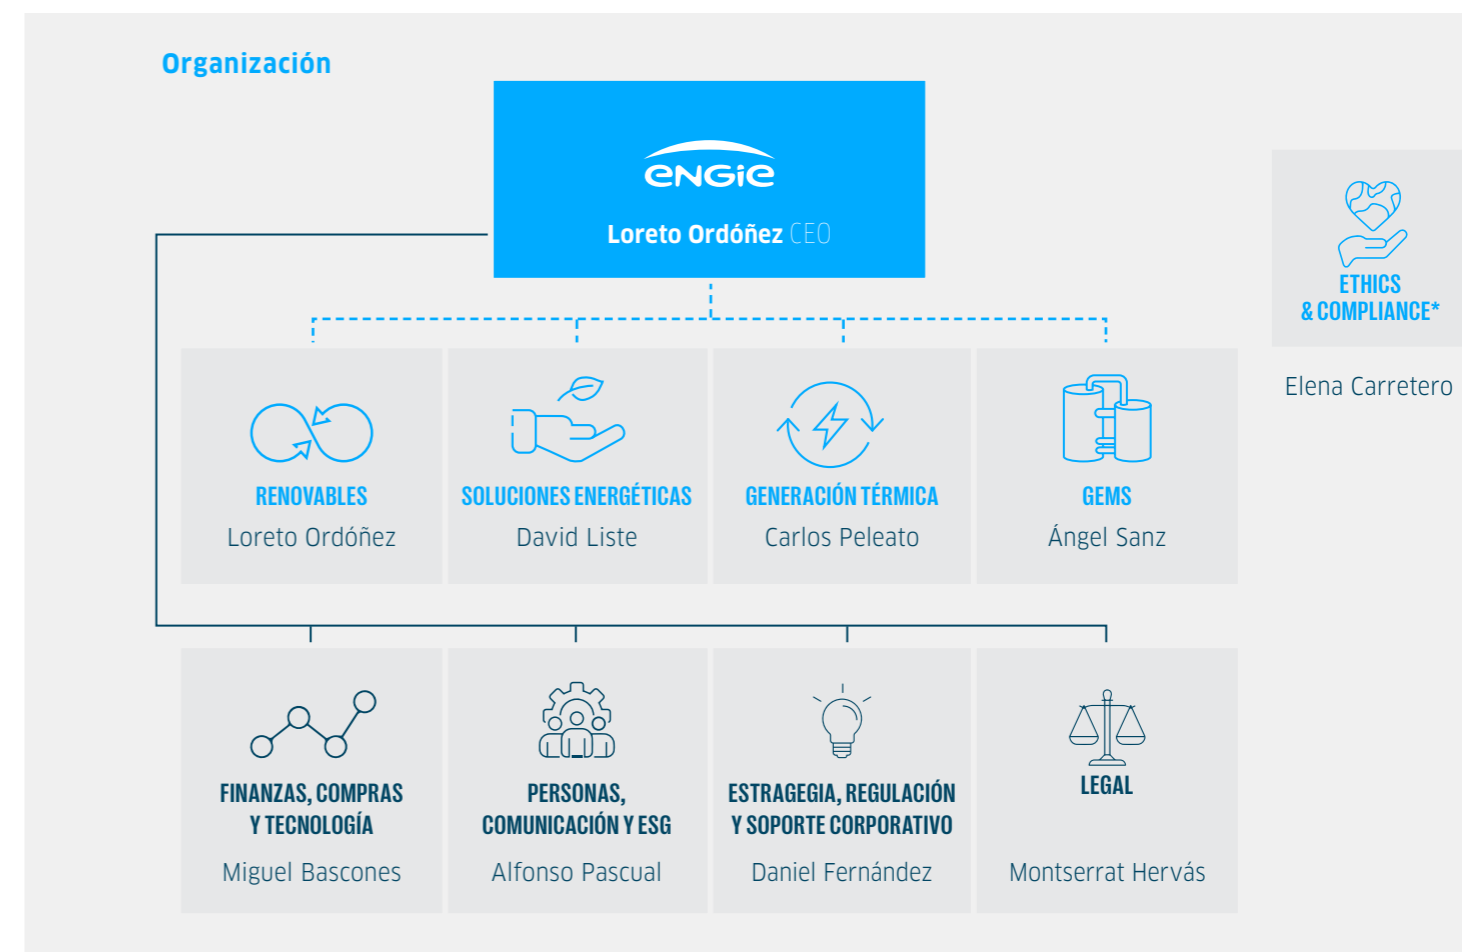 Organización
ENGIE
Loreto Ordóñez CEO
ETHICS
& COMPLIANCE*
Elena Carretero
RENOVABLES
Loreto Ordóñez
SOLUCIONES ENERGÉTICAS
David Liste
GENERACIÓN TÉRMICA
Carlos Peleato
GEMS
Ángel Sanz
FINANZAS, COMPRAS
Y TECNOLOGÍA
Miguel Bascones
PERSONAS,
COMUNICACIÓN Y ESG
Alfonso Pascual
ESTRAGEGIA, REGULACIÓN
Y SOPORTE CORPORATIVO
Daniel Fernández
LEGAL
Montserrat Hervás